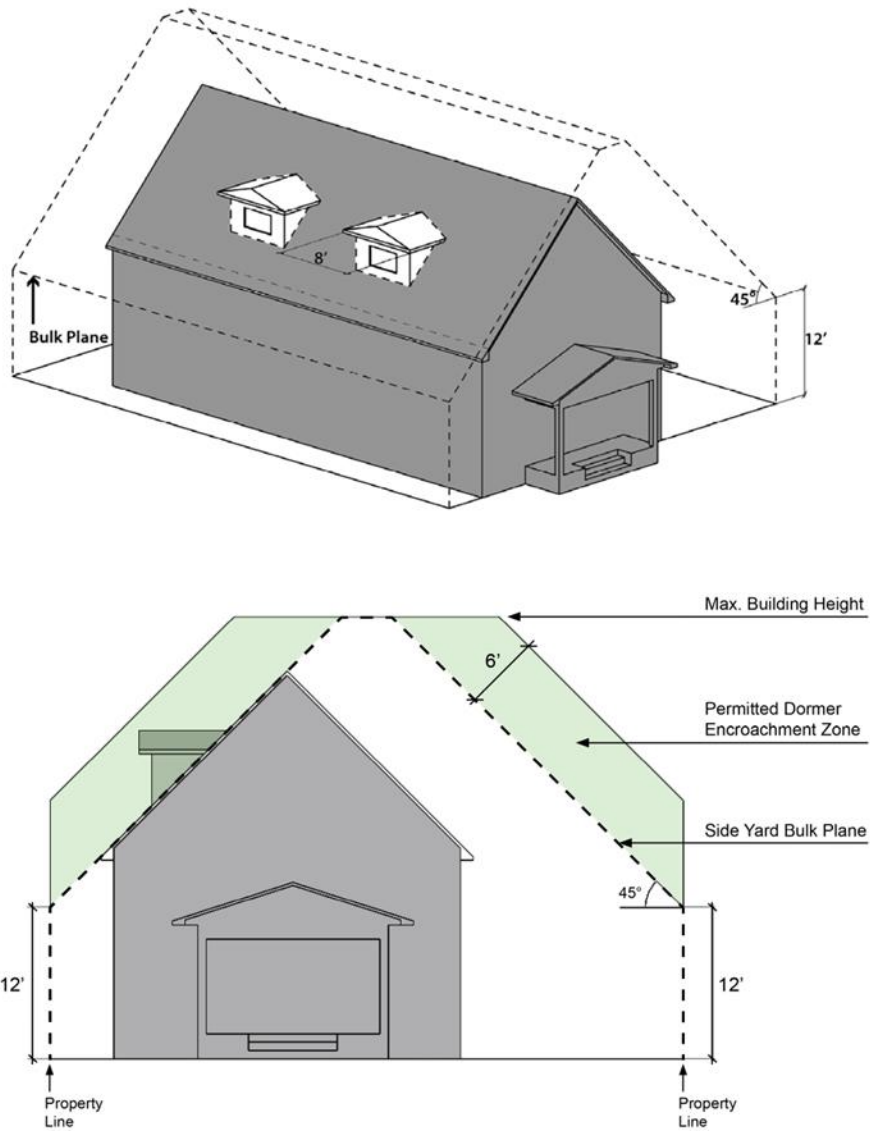 8’
45°
Bulk Plane
12’
Max. Building Height
6’
Permitted Dormer
Encroachment Zone
Side Yard Bulk Plane
45°
12’
12’
Property
Line
Property
Line